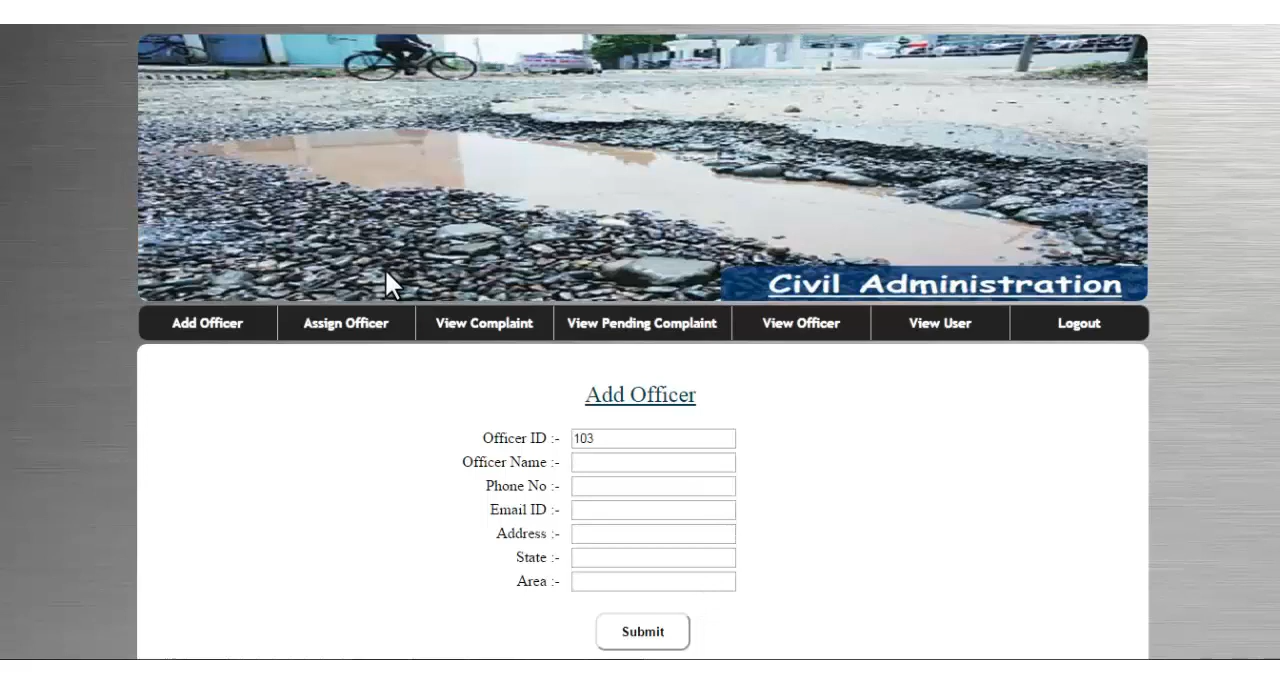 Civil Administration
Add Officer Assign Officer View Complaint View Pending Complaint View Officer View User Logout
Add Officer
Officer ID :- 103
Officer Name :-
Phone No :-
Email ID :-
Address :-
State :-
Area :-
Submit